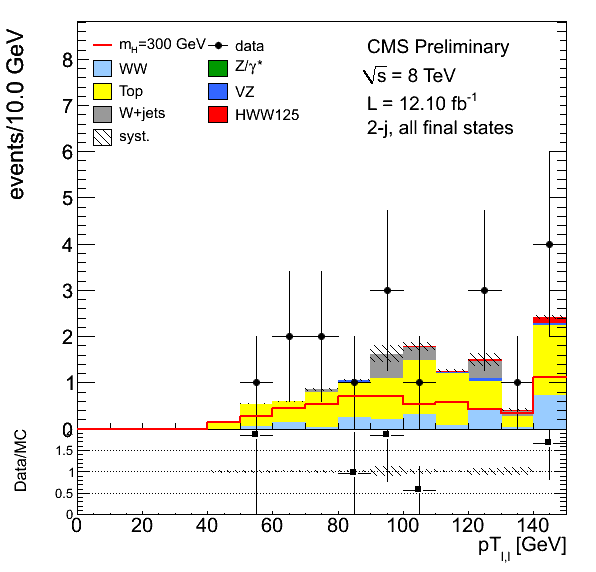 events/10.0 GeV
8
7
6
5
4
3
2
1
0
m_H=300 GeV
data
WW
Z/γ*
Top
VZ
W+jets
HWW125
syst.
CMS Preliminary
√s = 8 TeV
L = 12.10 fb⁻¹
2-j, all final states
Data/MC
1.5
1
0.5
0
0 20 40 60 80 100 120 140
pT_l,l [GeV]